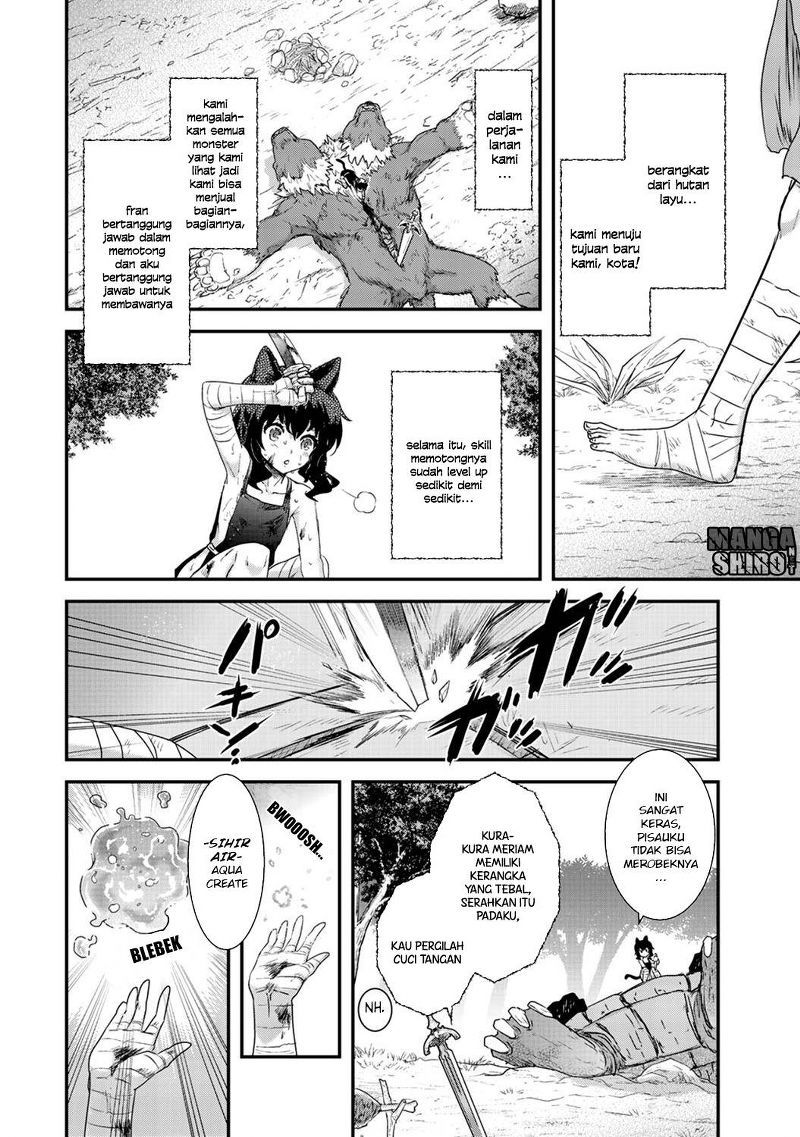 berangkat
dari hutan
layu...
kami menuju
tujuan baru
kami, kota!
dalam
perja-
lanan
kami
...
kami
mengalah-
kan semua
monster
yang kami
lihat jadi
kami bisa
menjual
bagian-
bagiannya,
fran
bertanggung
jawab dalam
memotong
dan aku
bertanggung
jawab untuk
membawanya
selama itu, skill
memotongnya
sudah level up
sedikit demi
sedikit...
MANGA
SHIRO!
ガッ
ガッ
パキン!
INI
SANGAT
KERAS,
PISAUKU
TIDAK BISA
MEROBEKNYA
...
KURA-
KURA MERIAM
MEMILIKI
KERANGKA
YANG TEBAL,
SERAHKAN ITU
PADAKU,
KAU PERGILAH
CUCI TANGAN
NH.
BWOOOSH..
-SIHIR
AIR-
AQUA
CREATE
BLEBEK